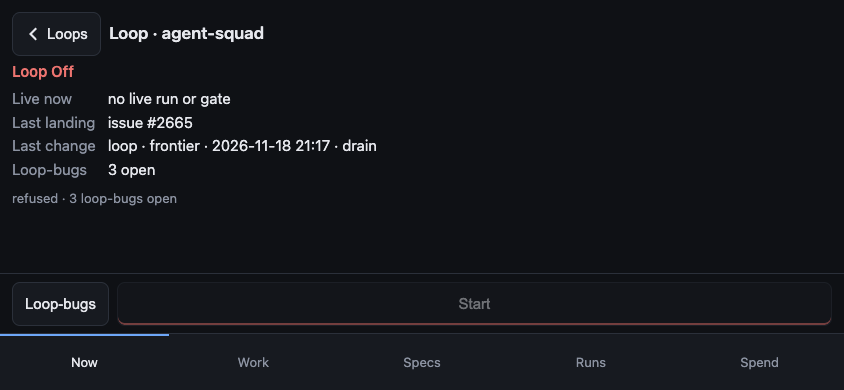 Loops
Loop · agent-squad
Loop Off
Live now no live run or gate
Last landing issue #2665
Last change loop · frontier · 2026-11-18 21:17 · drain
Loop-bugs 3 open
refused · 3 loop-bugs open
Loop-bugs Start
Now Work Specs Runs Spend